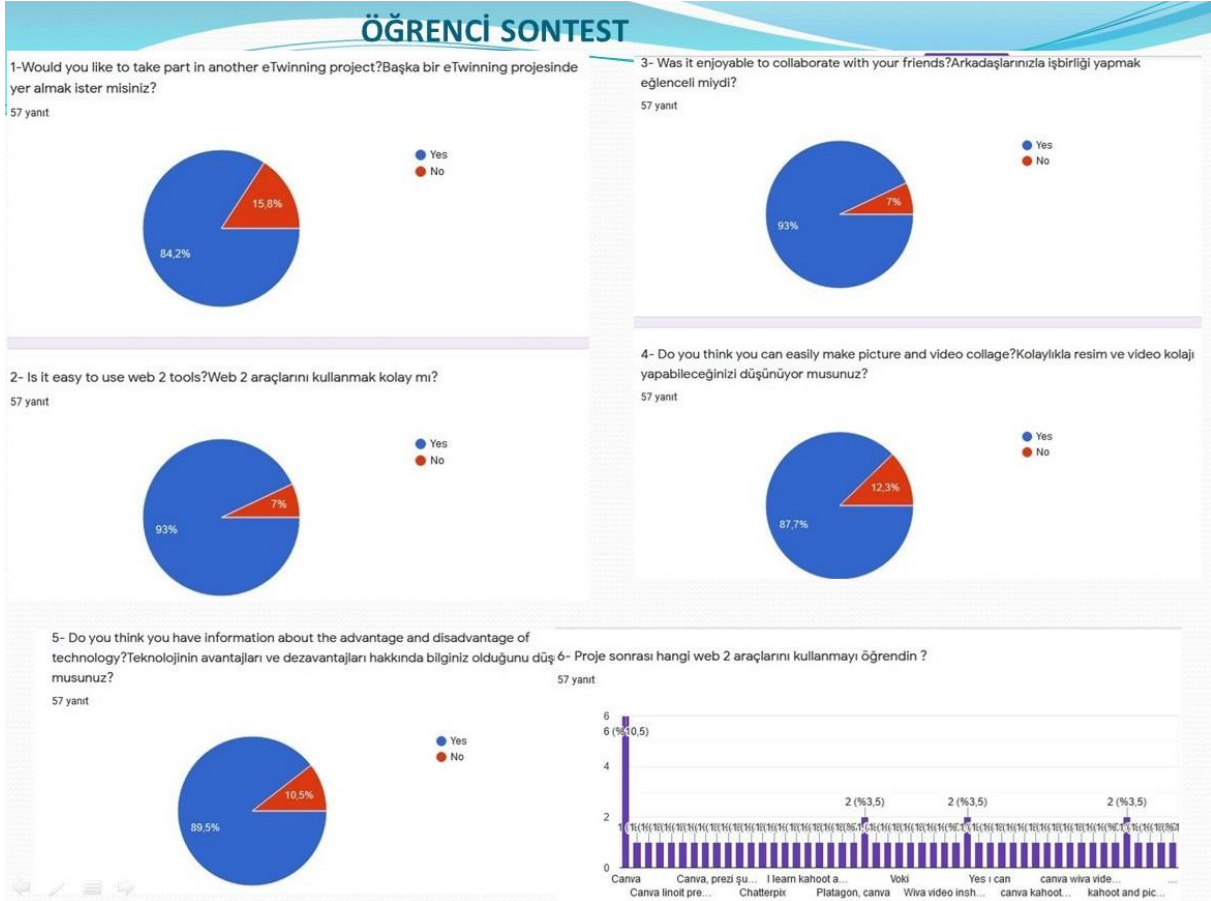 ÖĞRENCİ SONTEST
1-Would you like to take part in another eTwinning project?Başka bir eTwinning projesinde
yer almak ister misiniz?
57 yanıt
Yes
No
15,8%
84,2%
2- Is it easy to use web 2 tools?Web 2 araçlarını kullanmak kolay mı?
57 yanıt
Yes
No
7%
93%
3- Was it enjoyable to collaborate with your friends?Arkadaşlarınızla işbirliği yapmak
eğlenceli miydi?
57 yanıt
Yes
No
7%
93%
4- Do you think you can easily make picture and video collage?Kolaylıkla resim ve video kolajı
yapabileceğinizi düşünüyor musunuz?
57 yanıt
Yes
No
12,3%
87,7%
5- Do you think you have information about the advantage and disadvantage of
technology?Teknolojinin avantajları ve dezavantajları hakkında bilginiz olduğunu düş
musunuz?
57 yanıt
Yes
No
10,5%
89,5%
6- Proje sonrası hangi web 2 araçlarını kullanmayı öğrendin ?
57 yanıt
6
6 (%10,5)
4
2 (%3,5) 2 (%3,5) 2 (%3,5)
2
0
Canva Canva, prezi şu... I learn kahoot a... Voki Yes ı can canva wiva vide... ...
Canva linoit pre... Chatterpix Platagon, canva Wiva video insh... canva kahoot... kahoot and pic...